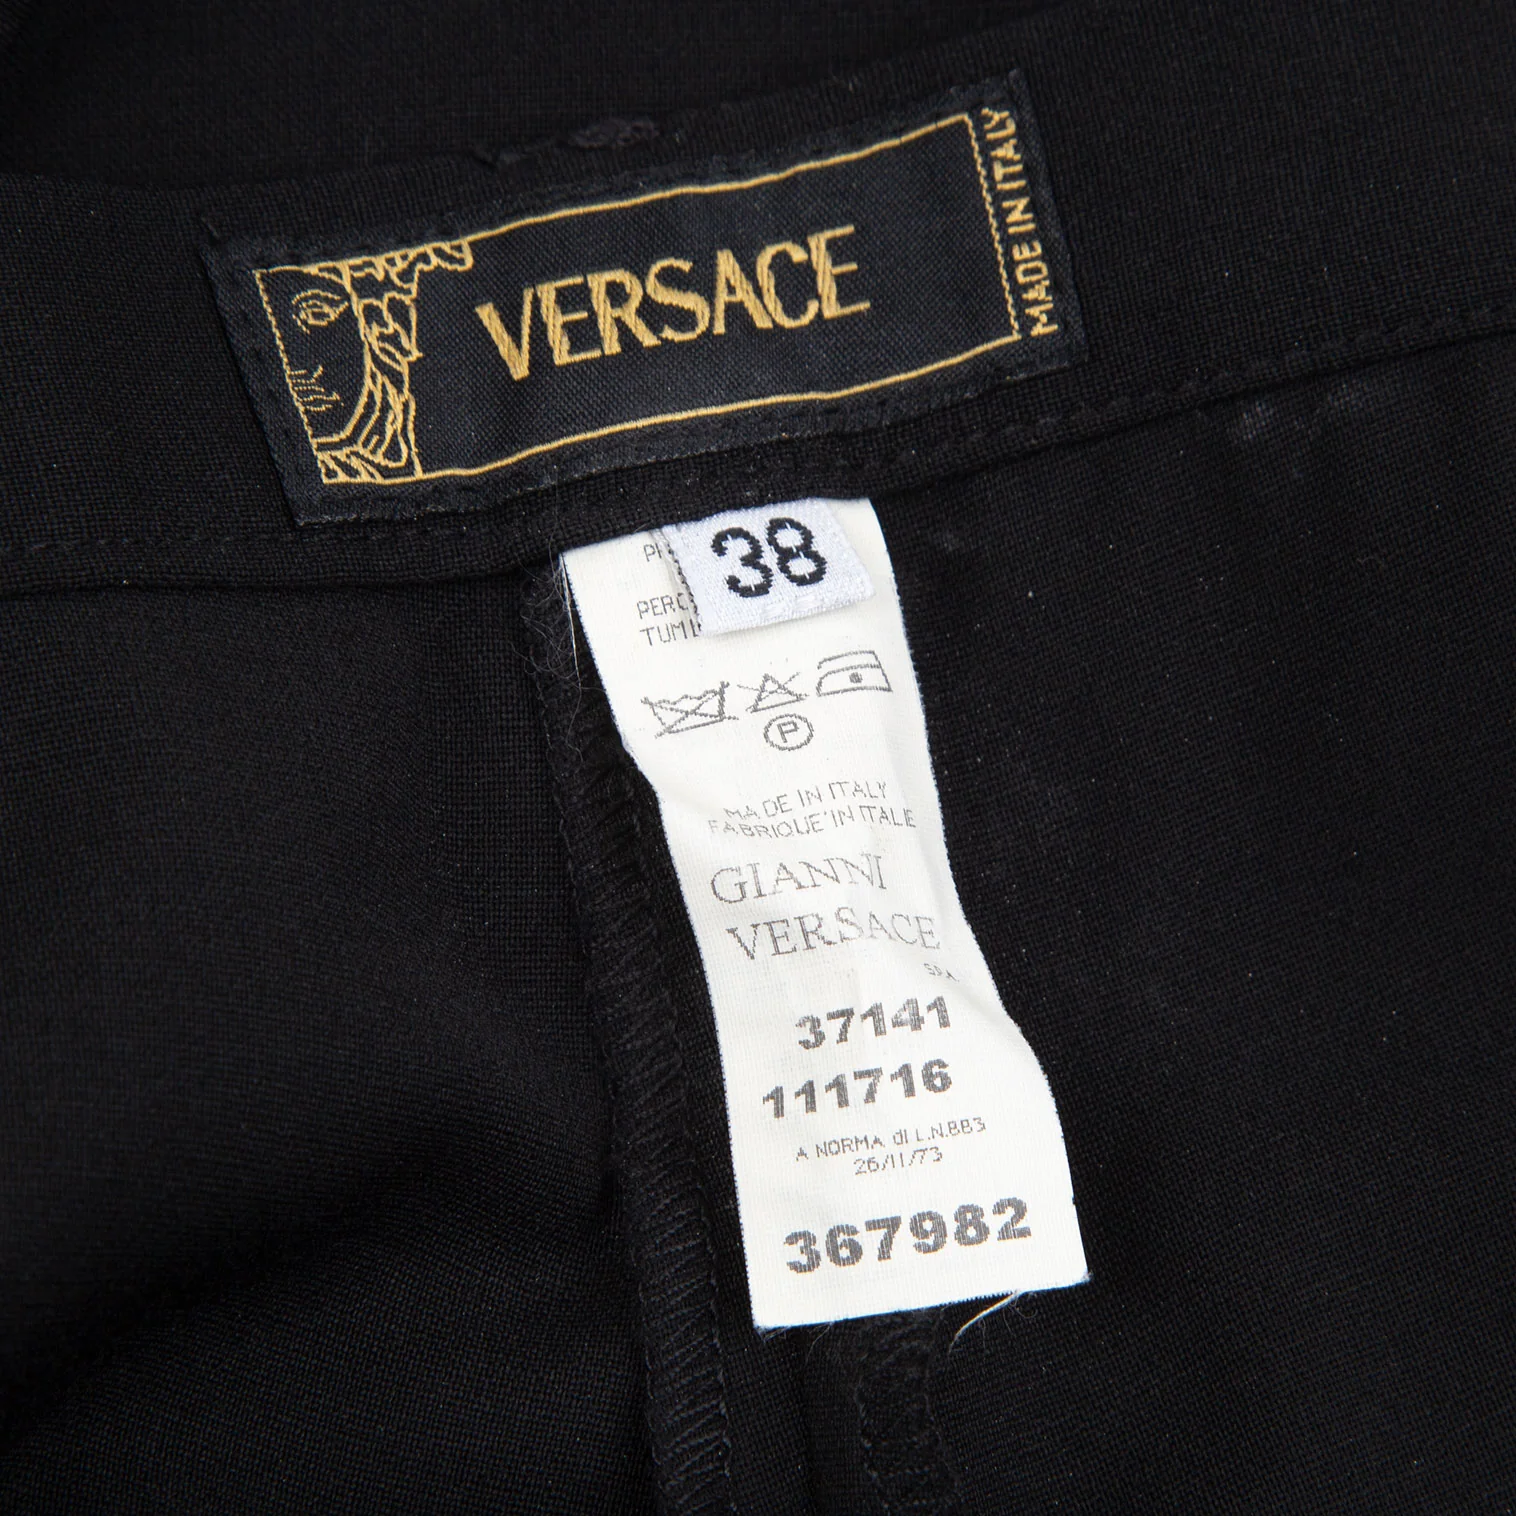 VERSACE
MADE IN ITALY
38
P
MADE IN ITALY
FABRIQUE'IN ITALIE
GIANNI
VERSACE
S.P.A.
37141
111716
A NORMA di L.N.883
26/11/73
367982